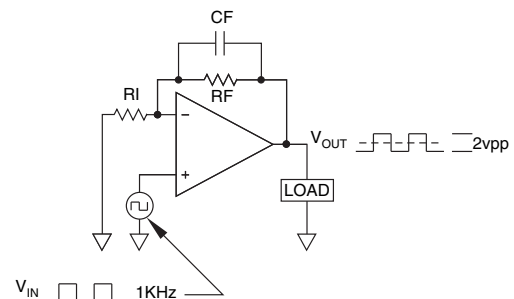 CF
RI
RF
−
+
VOUT
2vpp
LOAD
VIN
1KHz